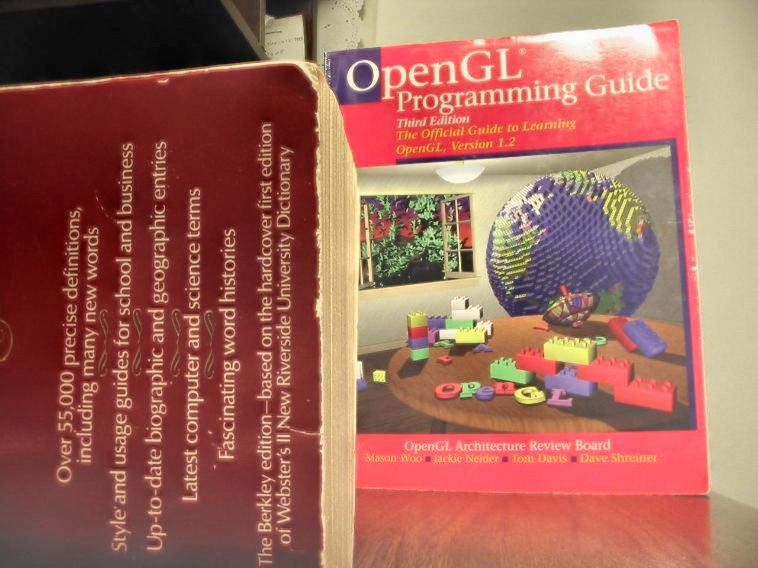 Over 55,000 precise definitions,
including many new words
Style and usage guides for school and business
Up-to-date biographic and geographic entries
Latest computer and science terms
Fascinating word histories
The Berkley edition—based on the hardcover first edition
of Webster's II New Riverside University Dictionary
OpenGL®
Programming Guide
Third Edition
The Official Guide to Learning
OpenGL, Version 1.2
OpenGL
OpenGL Architecture Review Board
Mason Woo ■ Jackie Neider ■ Tom Davis ■ Dave Shreiner